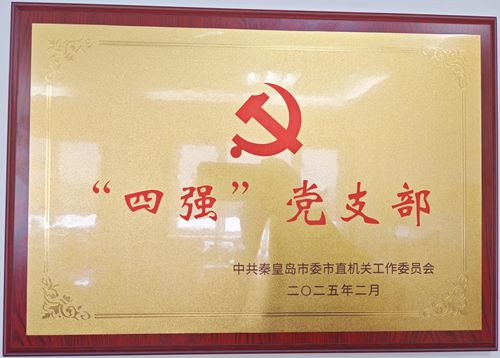 “四强”党支部
中共秦皇岛市委市直机关工作委员会
二〇二五年二月